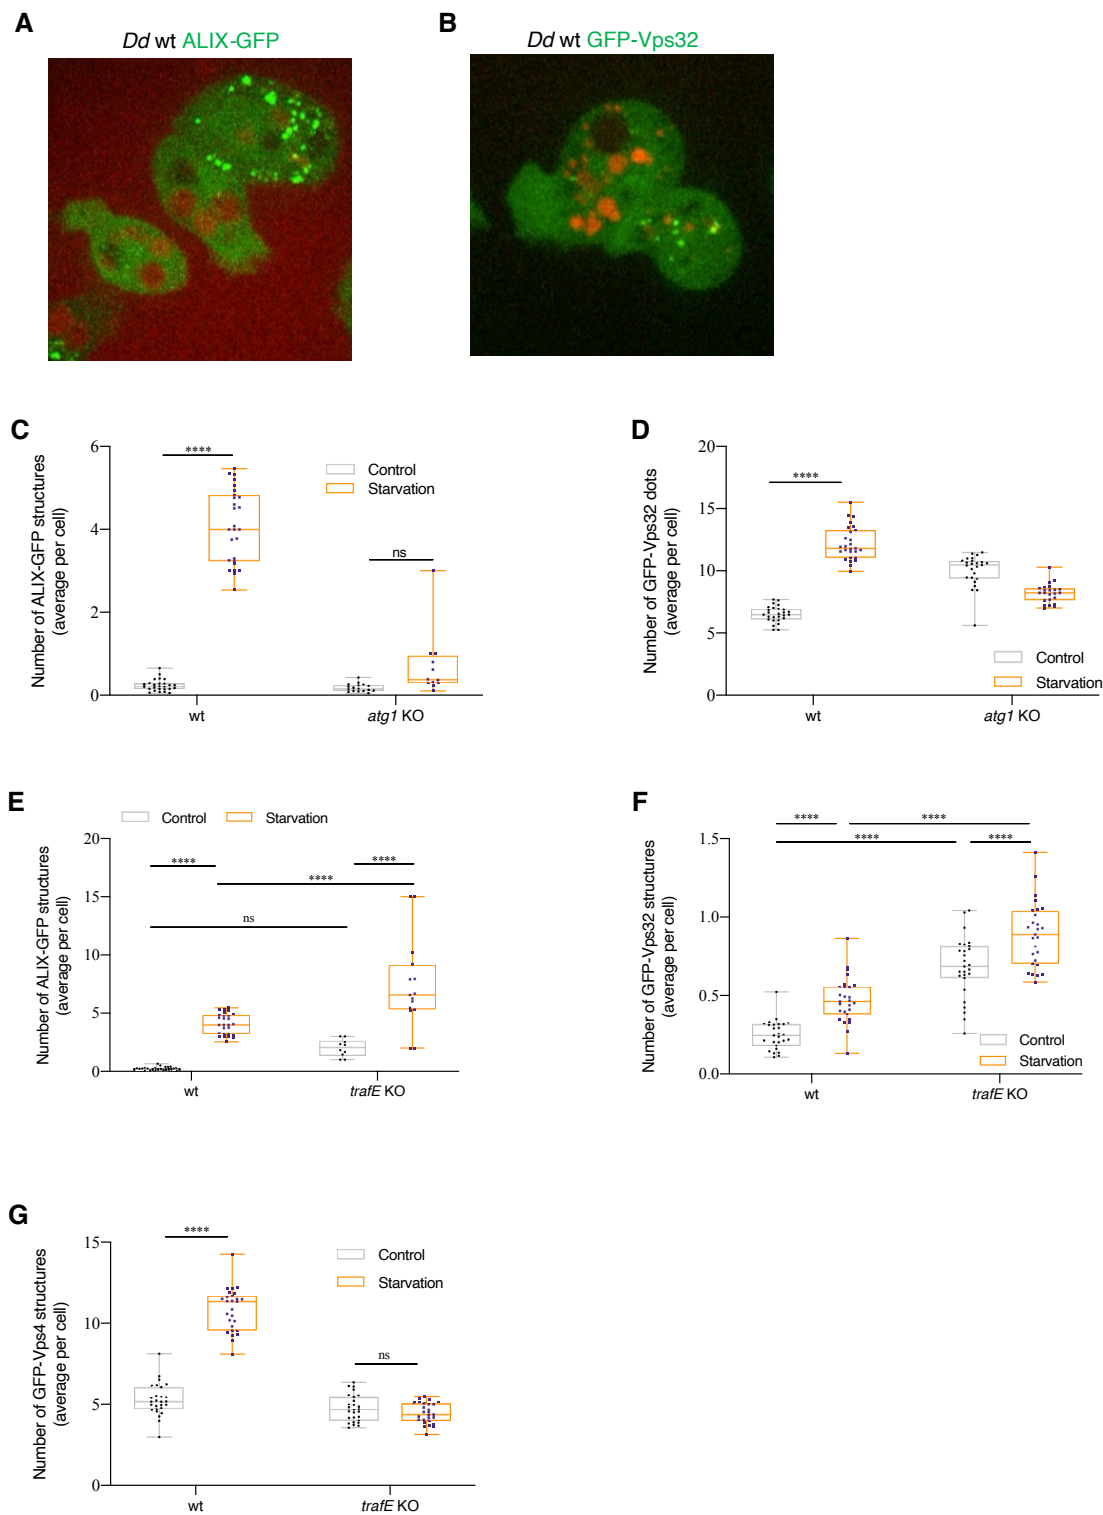 A
Dd wt ALIX-GFP
B
Dd wt GFP-Vps32
C
Number of ALIX-GFP structures
(average per cell)
6
4
2
0
****
ns
Control
Starvation
wt
atg1 KO
D
Number of GFP-Vps32 dots
(average per cell)
20
15
10
5
0
****
Control
Starvation
wt
atg1 KO
E
Control
Starvation
Number of ALIX-GFP structures
(average per cell)
20
15
10
5
0
****
****
****
ns
wt
trafE KO
F
Number of GFP-Vps32 structures
(average per cell)
1.5
1.0
0.5
0.0
****
****
****
****
Control
Starvation
wt
trafE KO
G
Number of GFP-Vps4 structures
(average per cell)
15
10
5
0
****
ns
Control
Starvation
wt
trafE KO